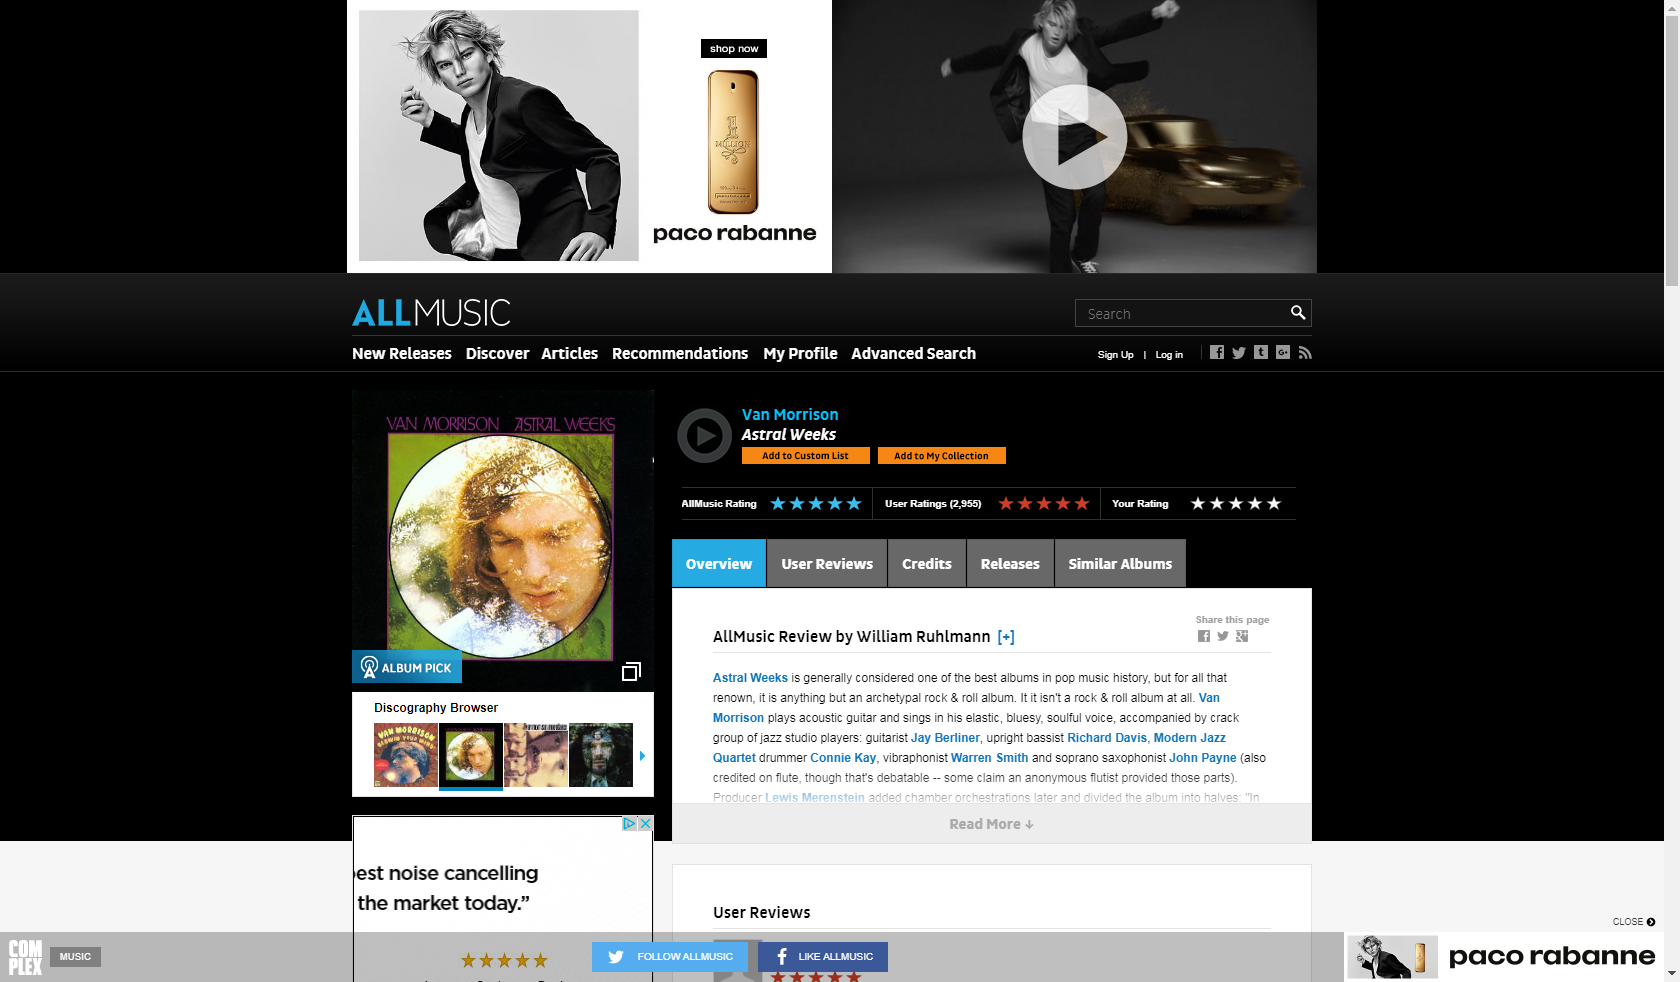 shop now
1
MILLION
paco rabanne
ALLMUSIC
Search
New Releases Discover Articles Recommendations My Profile Advanced Search
Sign Up | Log in
VAN MORRISON ASTRAL WEEKS
ALBUM PICK
Discography Browser
VAN MORRISON
Van Morrison
Astral Weeks
Add to Custom List Add to My Collection
AllMusic Rating User Ratings (2,955) Your Rating
Overview User Reviews Credits Releases Similar Albums
Share this page
AllMusic Review by William Ruhlmann [+]
Astral Weeks is generally considered one of the best albums in pop music history, but for all that
renown, it is anything but an archetypal rock & roll album. It it isn't a rock & roll album at all. Van
Morrison plays acoustic guitar and sings in his elastic, bluesy, soulful voice, accompanied by crack
group of jazz studio players: guitarist Jay Berliner, upright bassist Richard Davis, Modern Jazz
Quartet drummer Connie Kay, vibraphonist Warren Smith and soprano saxophonist John Payne (also
credited on flute, though that's debatable -- some claim an anonymous flutist provided those parts).
Producer Lewis Merenstein added chamber orchestrations later and divided the album into halves: "In
Read More ↓
est noise cancelling
the market today.”
User Reviews
CLOSE
COMPLEX
MUSIC
FOLLOW ALLMUSIC
LIKE ALLMUSIC
paco rabanne